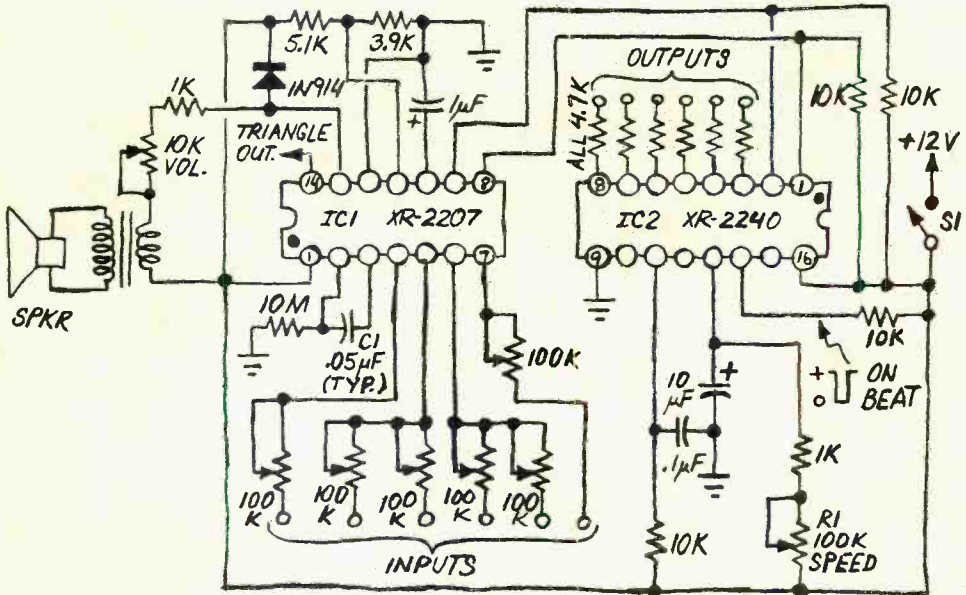 5.1K
3.9K
1K
1N914
1µF
+
OUTPUTS
ALL 4.7K
10K
10K
+12V
10K
VOL.
TRIANGLE
OUT.
14
8
8
1
IC1 XR-2207
IC2 XR-2240
S1
1
7
9
16
SPKR
10M
C1
.05µF
(TYP.)
100K
10K
+
10
µF
.1µF
+
O
ON
BEAT
1K
100
K
100
K
100
K
100
K
100
K
INPUTS
10K
R1
100K
SPEED